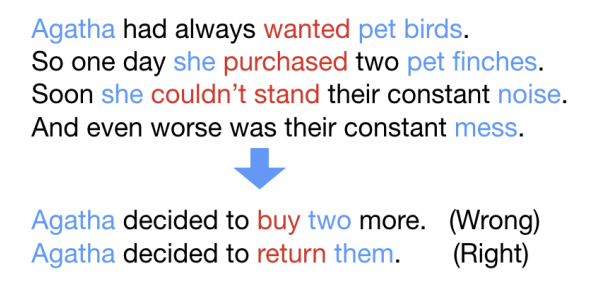 Agatha had always wanted pet birds.
So one day she purchased two pet finches.
Soon she couldn’t stand their constant noise.
And even worse was their constant mess.
Agatha decided to buy two more. (Wrong)
Agatha decided to return them. (Right)